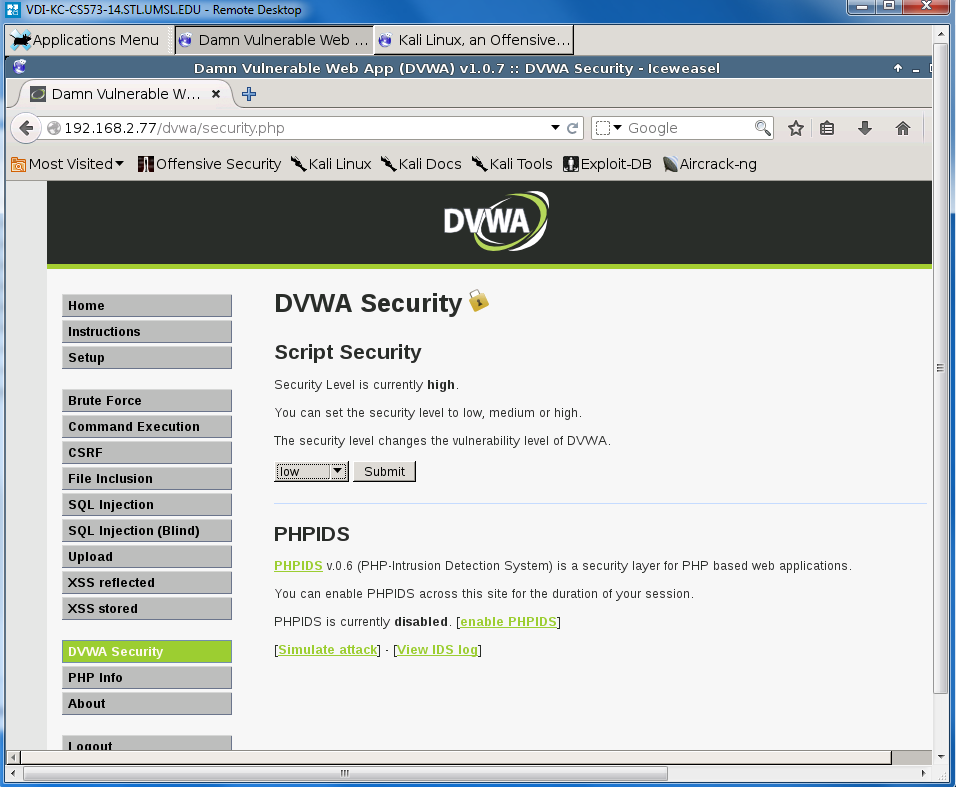 VDI-KC-CS573-14.STL.UMSL.EDU - Remote Desktop
Applications Menu Damn Vulnerable Web ... Kali Linux, an Offensive...
Damn Vulnerable Web App (DVWA) v1.0.7 :: DVWA Security - Iceweasel
Damn Vulnerable W...
192.168.2.77/dvwa/security.php Google
Most Visited Offensive Security Kali Linux Kali Docs Kali Tools Exploit-DB Aircrack-ng
DVWA
Home
Instructions
Setup
Brute Force
Command Execution
CSRF
File Inclusion
SQL Injection
SQL Injection (Blind)
Upload
XSS reflected
XSS stored
DVWA Security
PHP Info
About
Logout
DVWA Security
Script Security
Security Level is currently high.
You can set the security level to low, medium or high.
The security level changes the vulnerability level of DVWA.
low Submit
PHPIDS
PHPIDS v.0.6 (PHP-Intrusion Detection System) is a security layer for PHP based web applications.
You can enable PHPIDS across this site for the duration of your session.
PHPIDS is currently disabled. [enable PHPIDS]
[Simulate attack] - [View IDS log]